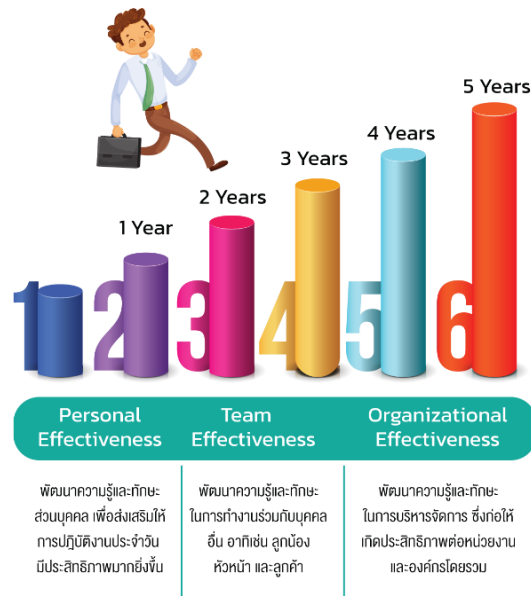 5 Years
4 Years
3 Years
2 Years
1 Year
1 2 3 4 5 6
Personal
Effectiveness
Team
Effectiveness
Organizational
Effectiveness
พัฒนาความรู้และทักษะ
ส่วนบุคคล เพื่อส่งเสริมให้
การปฎิบัติงานประจำวัน
มีประสิทธิภาพมากยิ่งขึ้น
พัฒนาความรู้และทักษะ
ในการทำงานร่วมกับบุคคล
อื่น อาทิเช่น ลูกน้อง
หัวหน้า และลูกค้า
พัฒนาความรู้และทักษะ
ในการบริหารจัดการ ซึ่งก่อให้
เกิดประสิทธิภาพต่อหน่วยงาน
และองค์กรโดยรวม